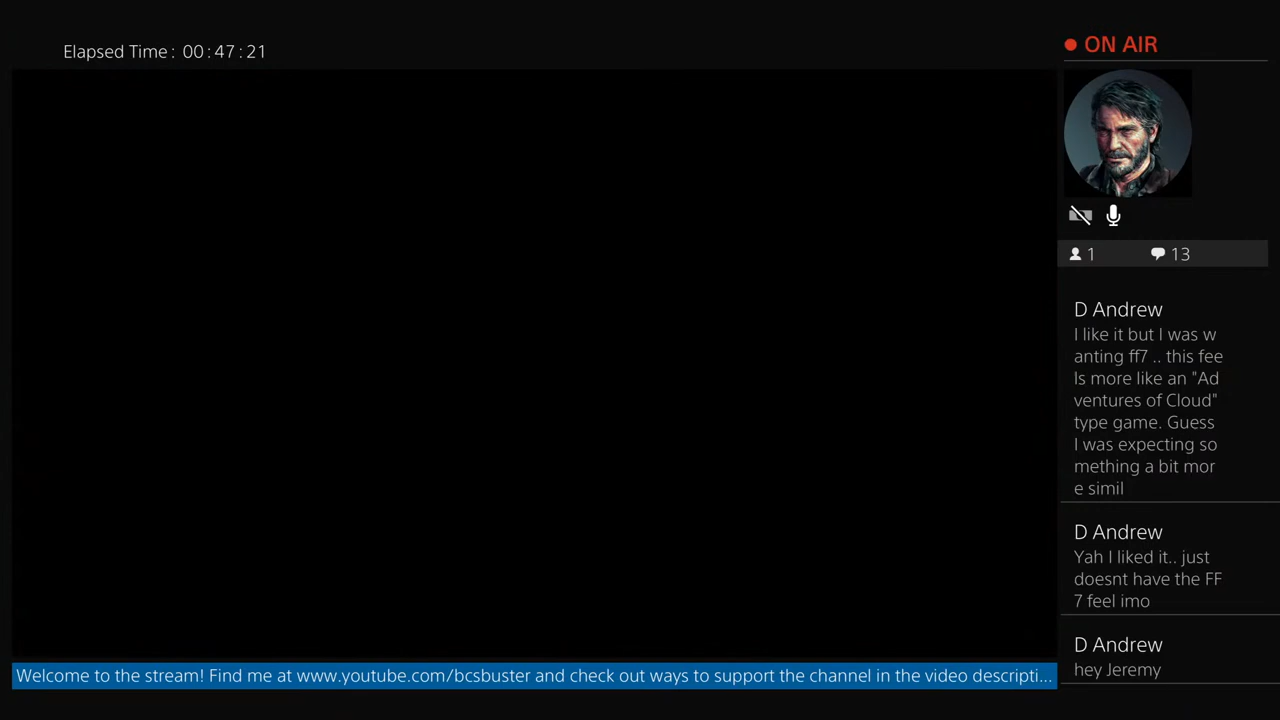 Elapsed Time: 00:47:21
ON AIR
1 13
D Andrew
I like it but I was w
anting ff7 .. this fee
ls more like an "Ad
ventures of Cloud"
type game. Guess
I was expecting so
mething a bit mor
e simil
D Andrew
Yah I liked it.. just
doesnt have the FF
7 feel imo
D Andrew
hey Jeremy
Welcome to the stream! Find me at www.youtube.com/bcsbuster and check out ways to support the channel in the video descripti...